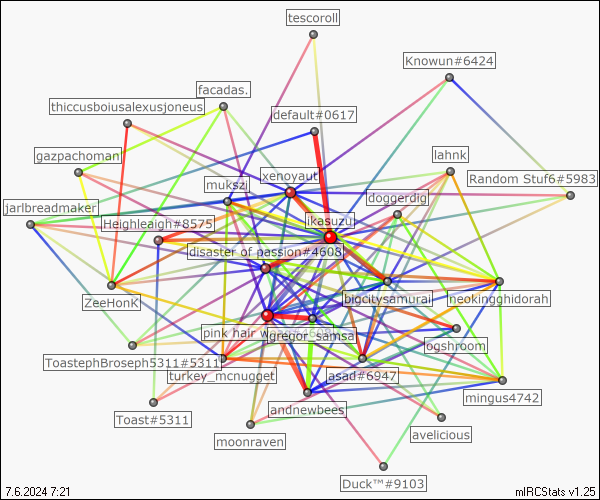 tescoroll
Knowun#6424
facadas.
thiccusboiusalexusjoneus
default#0617
gazpachoman
lahnk
xenoyaut
mukszi
Random Stuf6#5983
doggerdig
jarlbreadmaker
ikasuzu
Heighleaigh#8575
disaster of passion#4608
ZeeHonK
bigcitysamurai
neokingghidorah
pink hair w
gregor_samsa
ogshroom
ToastephBroseph5311#5311
turkey_mcnugget
asad#6947
mingus4742
andnewbees
Toast#5311
avelicious
moonraven
Duck™#9103
7.6.2024 7:21
mIRCStats v1.25